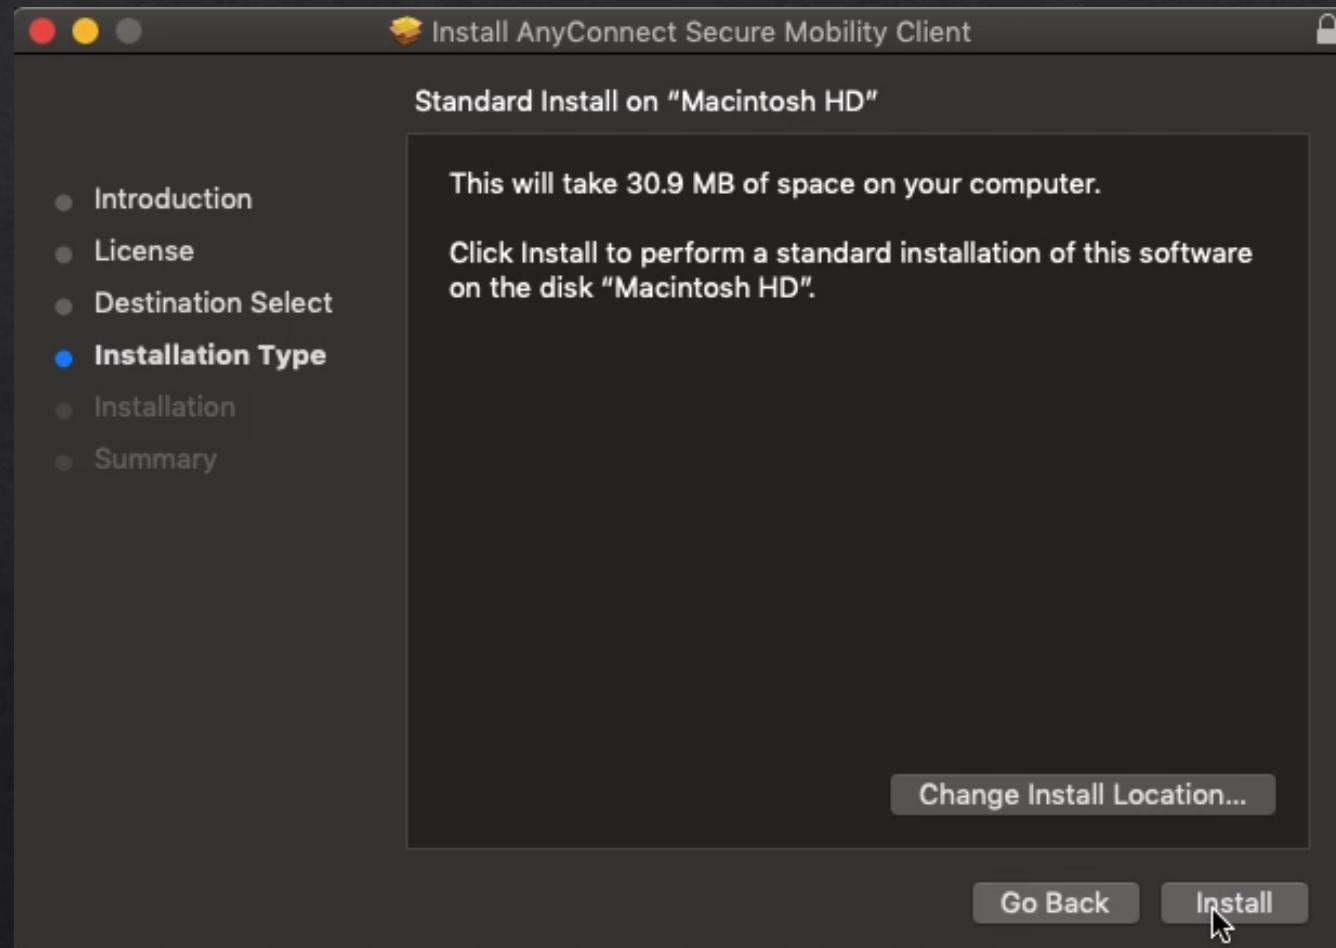 Install AnyConnect Secure Mobility Client
Standard Install on “Macintosh HD”
Introduction
License
Destination Select
Installation Type
Installation
Summary
This will take 30.9 MB of space on your computer.
Click Install to perform a standard installation of this software
on the disk “Macintosh HD”.
Change Install Location...
Go Back
Install